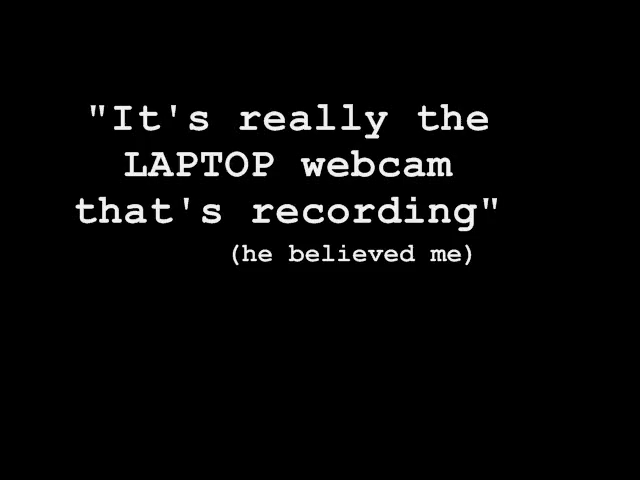 "It's really the
LAPTOP webcam
that's recording"
(he believed me)